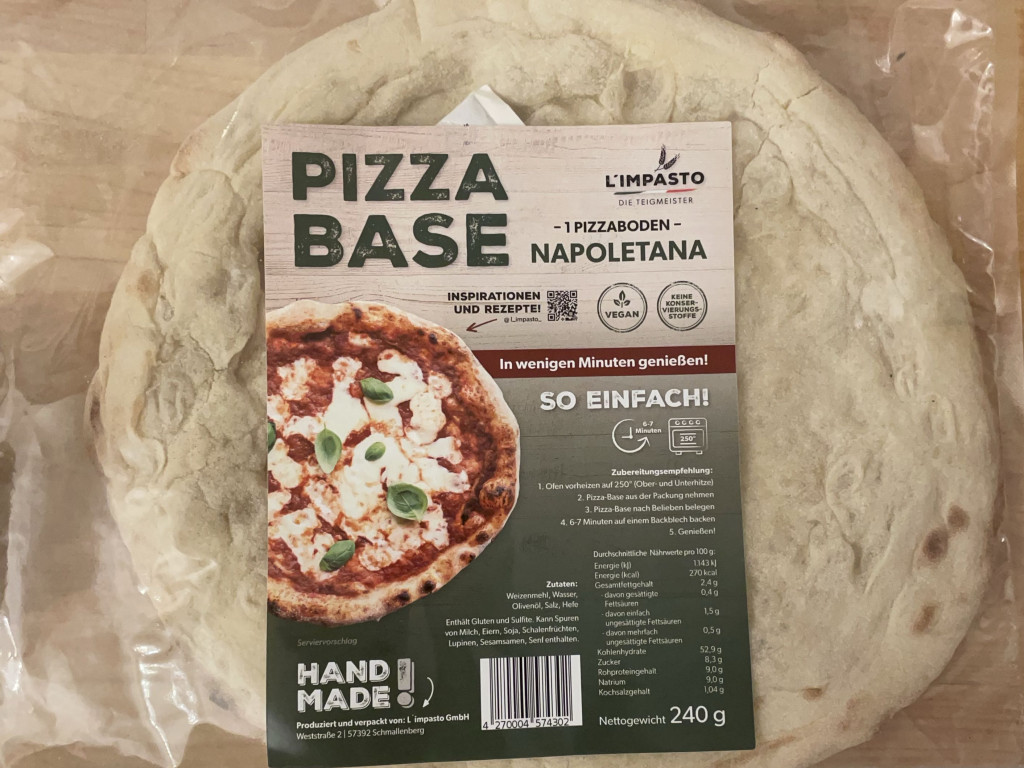 PIZZA
BASE
L'IMPASTO
DIE TEIGMEISTER
– 1 PIZZABODEN –
NAPOLETANA
INSPIRATIONEN
UND REZEPTE!
@ l_impasto_
VEGAN
KEINE
KONSER-
VIERUNGS-
STOFFE
In wenigen Minuten genießen!
SO EINFACH!
6-7
Minuten
250°
Zubereitungsempfehlung:
1. Ofen vorheizen auf 250° (Ober- und Unterhitze)
2. Pizza-Base aus der Packung nehmen
3. Pizza-Base nach Belieben belegen
4. 6-7 Minuten auf einem Backblech backen
5. Genießen!
Durchschnittliche Nährwerte pro 100 g:
Energie (kJ) 1.143 kJ
Energie (kcal) 270 kcal
Gesamtfettgehalt 2,4 g
- davon gesättigte 0,4 g
Fettsäuren
- davon einfach 1,5 g
ungesättigte Fettsäuren
- davon mehrfach 0,5 g
ungesättigte Fettsäuren
Kohlenhydrate 52,9 g
Zucker 8,3 g
Rohproteingehalt 9,0 g
Natrium 9,0 g
Kochsalzgehalt 1,04 g
Zutaten:
Weizenmehl, Wasser,
Olivenöl, Salz, Hefe
Enthält Gluten und Sulfite. Kann Spuren
von Milch, Eiern, Soja, Schalenfrüchten,
Lupinen, Sesamsamen, Senf enthalten.
Serviervorschlag
HAND
MADE!
Produziert und verpackt von: L´impasto GmbH
Weststraße 2 | 57392 Schmallenberg
4 270004 574302
Nettogewicht 240 g